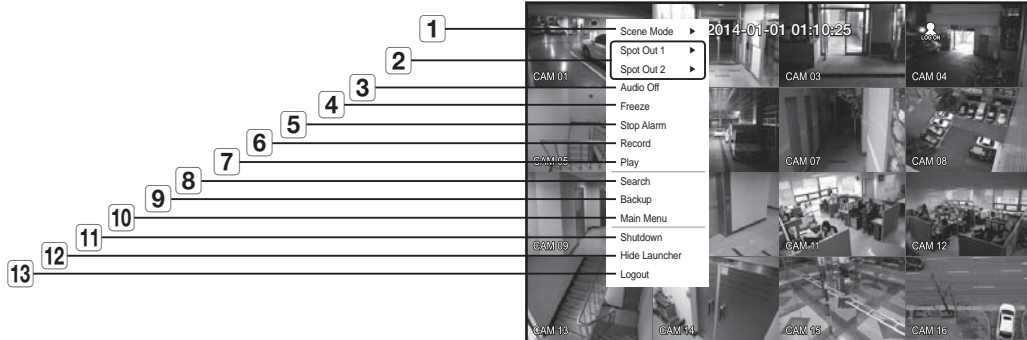 1
2
3
4
5
6
7
8
9
10
11
12
13
Scene Mode
Spot Out 1
Spot Out 2
Audio Off
Freeze
Stop Alarm
Record
Play
Search
Backup
Main Menu
Shutdown
Hide Launcher
Logout
2014-01-01 01:10:25
LOG ON
CAM 01
CAM 03
CAM 04
CAM 05
CAM 07
CAM 08
CAM 09
CAM 11
CAM 12
CAM 13
CAM 14
CAM 15
CAM 16